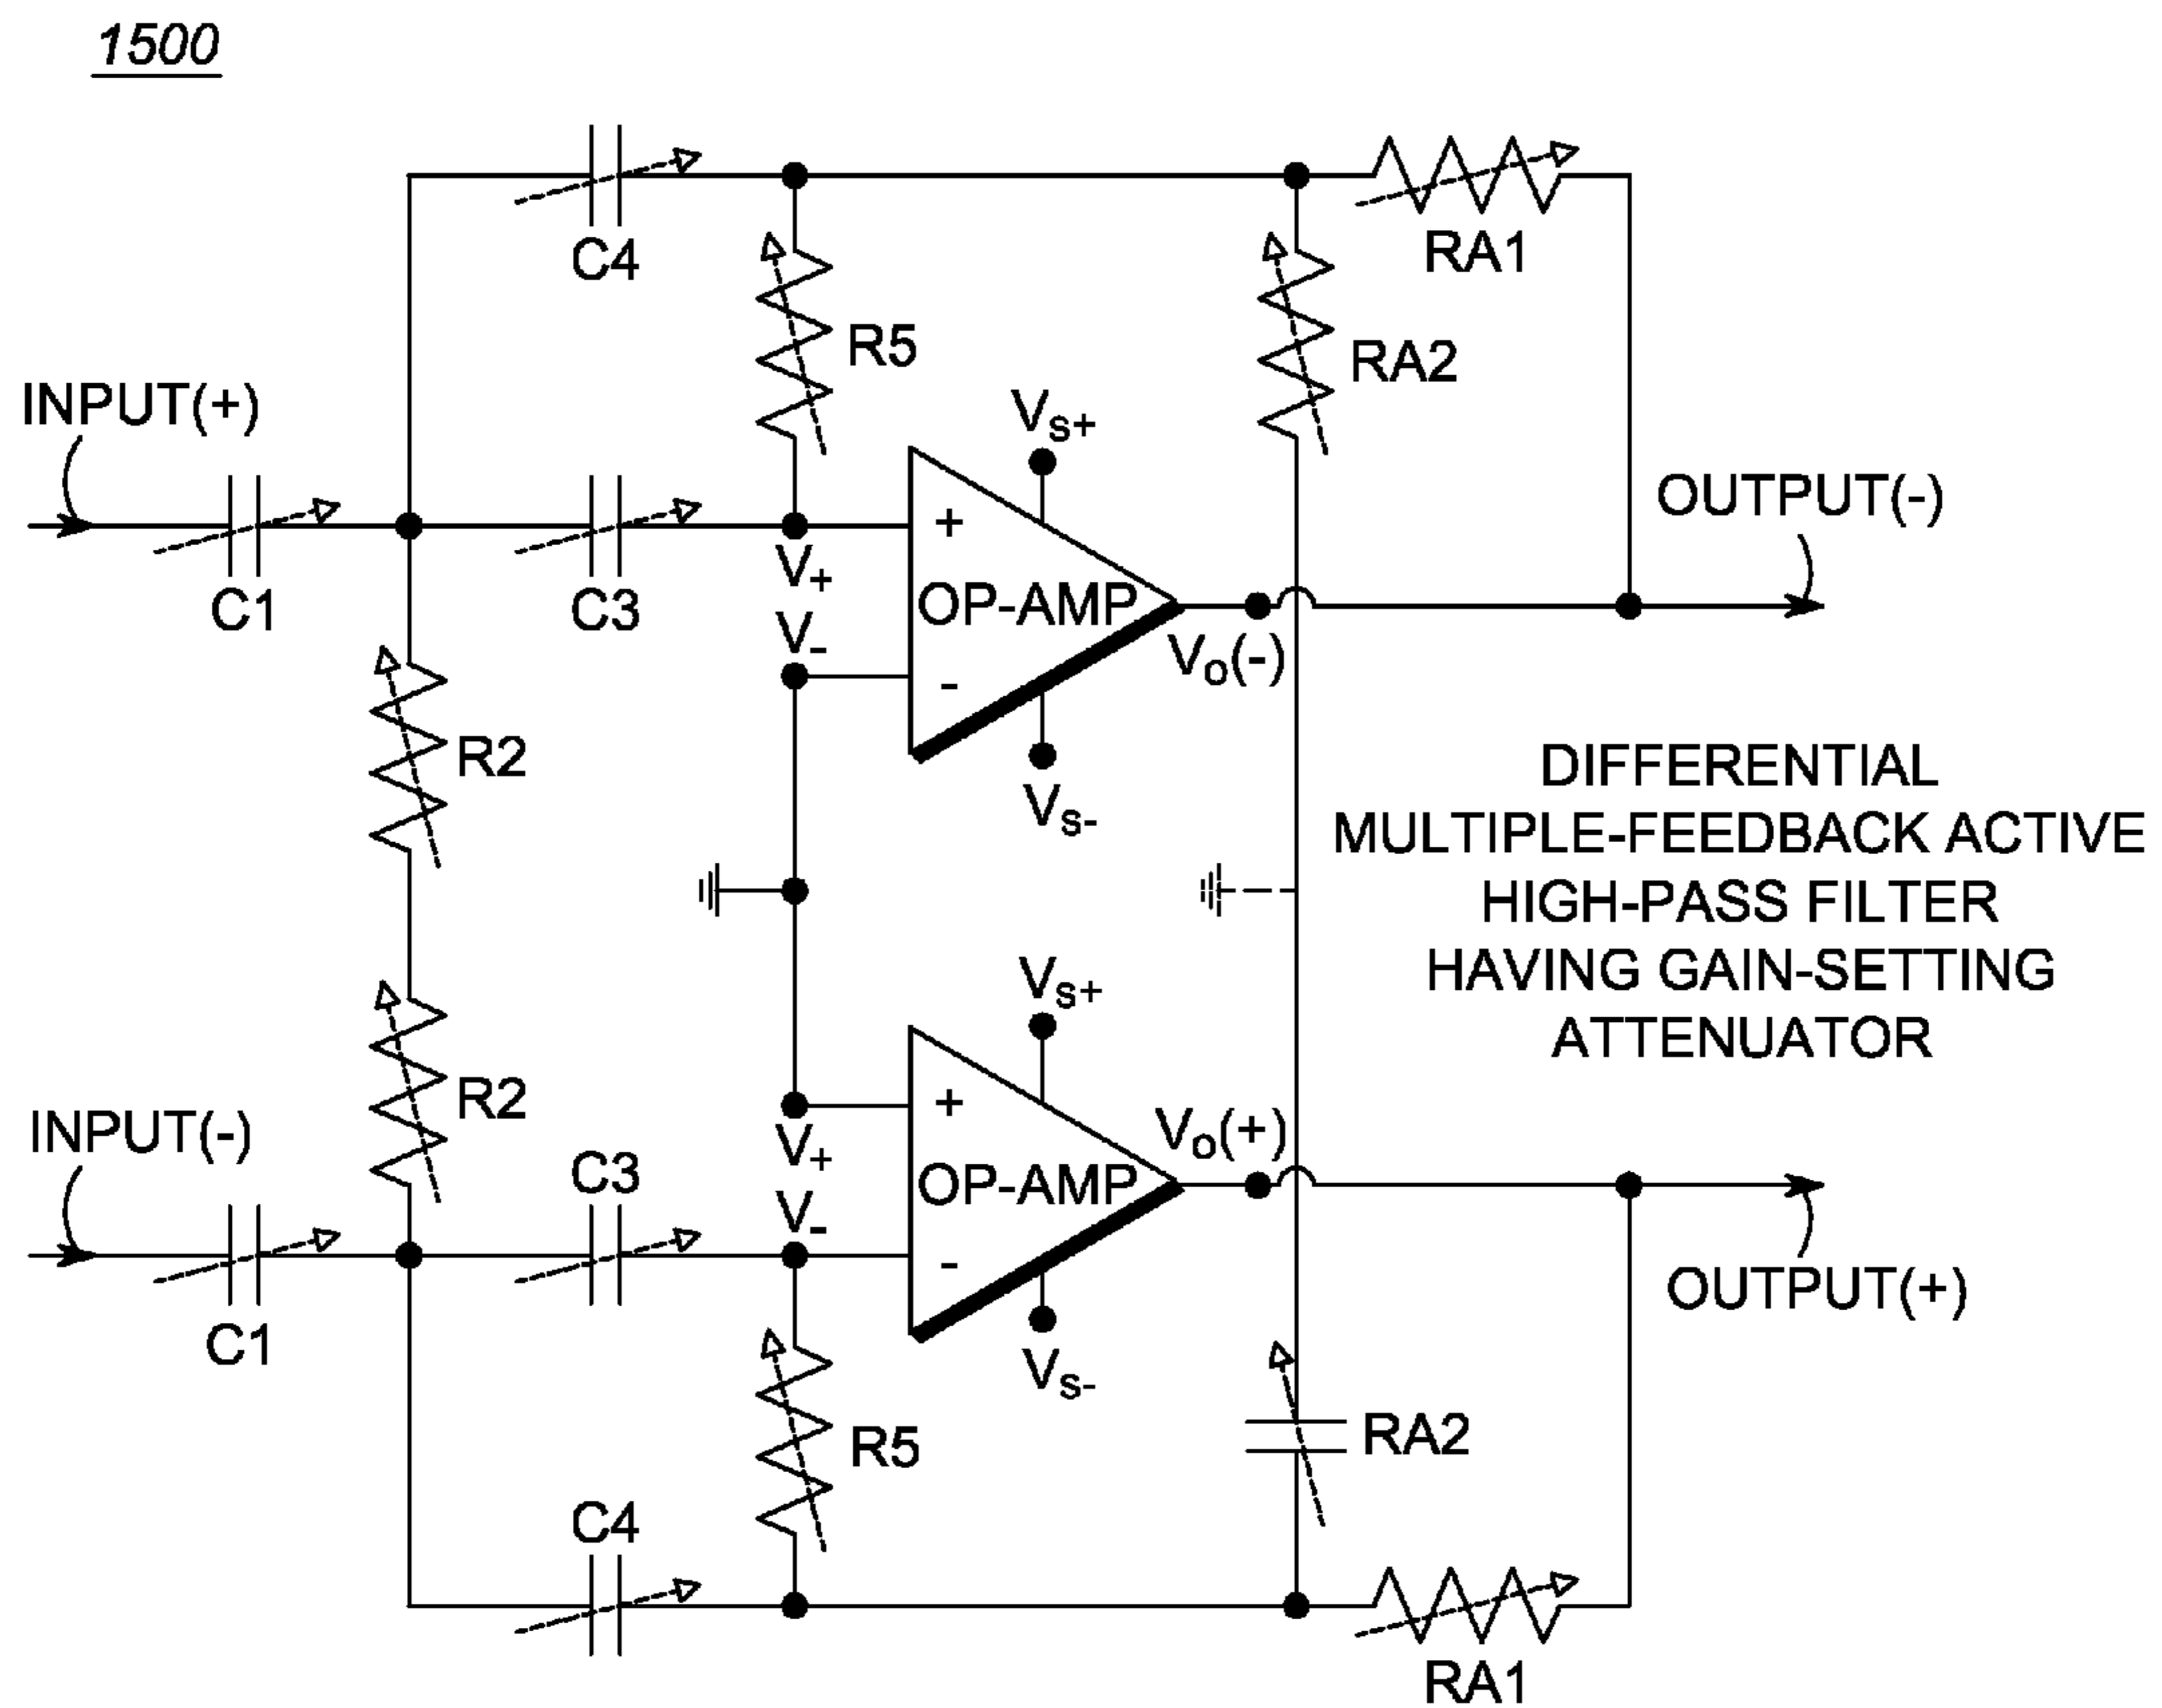 1500
C4
RA1
R5
RA2
INPUT(+)
VS+
OUTPUT(-)
C1
C3
V+
+
OP-AMP
V-
-
VO(-)
R2
VS-
DIFFERENTIAL
MULTIPLE-FEEDBACK ACTIVE
HIGH-PASS FILTER
HAVING GAIN-SETTING
ATTENUATOR
VS+
R2
INPUT(-)
+
V+
VO(+)
C3
OP-AMP
V-
-
OUTPUT(+)
C1
VS-
R5
RA2
C4
RA1